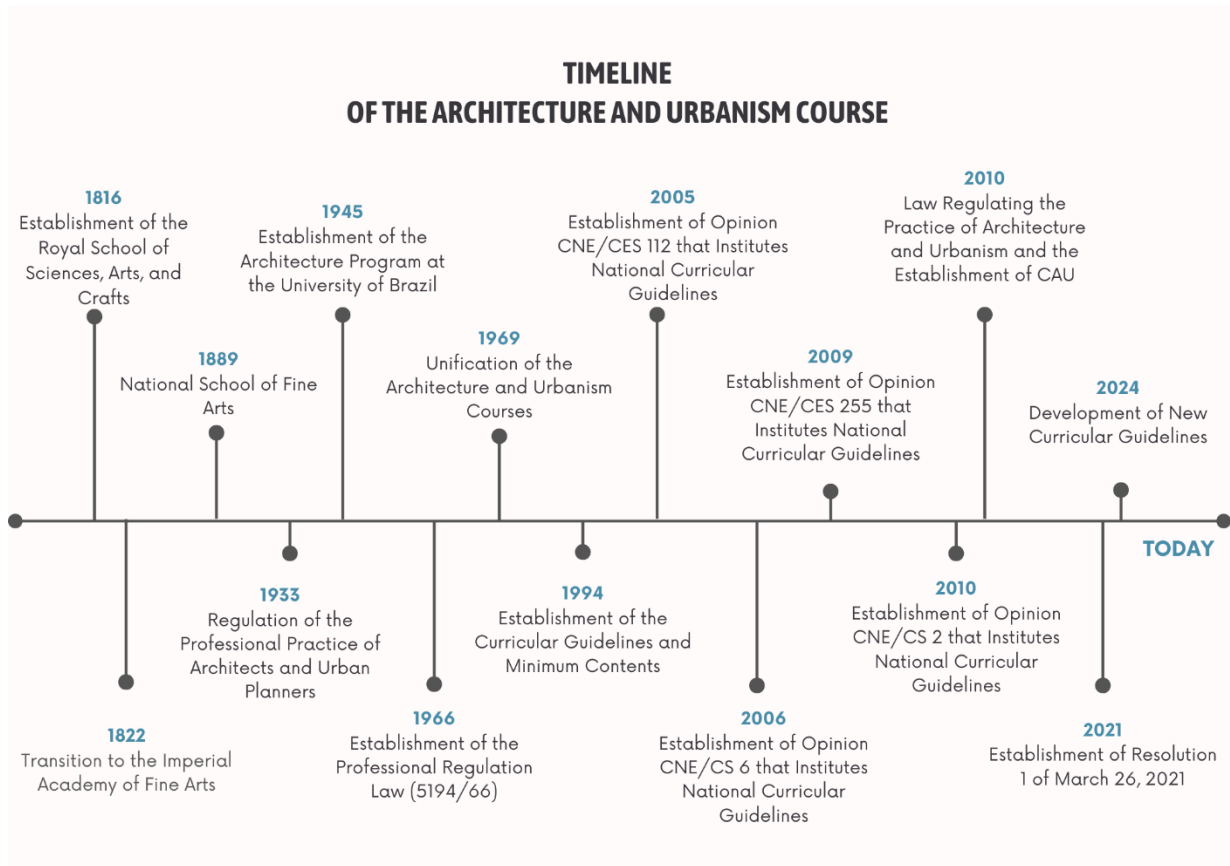 TIMELINE
OF THE ARCHITECTURE AND URBANISM COURSE
1816
Establishment of the
Royal School of
Sciences, Arts, and
Crafts
1822
Transition to the Imperial
Academy of Fine Arts
1889
National School of Fine
Arts
1933
Regulation of the
Professional Practice of
Architects and Urban
Planners
1945
Establishment of the
Architecture Program at
the University of Brazil
1966
Establishment of the
Professional Regulation
Law (5194/66)
1969
Unification of the
Architecture and Urbanism
Courses
1994
Establishment of the
Curricular Guidelines and
Minimum Contents
2005
Establishment of Opinion
CNE/CES 112 that Institutes
National Curricular
Guidelines
2006
Establishment of Opinion
CNE/CS 6 that Institutes
National Curricular
Guidelines
2009
Establishment of Opinion
CNE/CES 255 that
Institutes National
Curricular Guidelines
2010
Establishment of Opinion
CNE/CS 2 that Institutes
National Curricular
Guidelines
2010
Law Regulating the
Practice of Architecture
and Urbanism and the
Establishment of CAU
2021
Establishment of Resolution
1 of March 26, 2021
2024
Development of New
Curricular Guidelines
TODAY